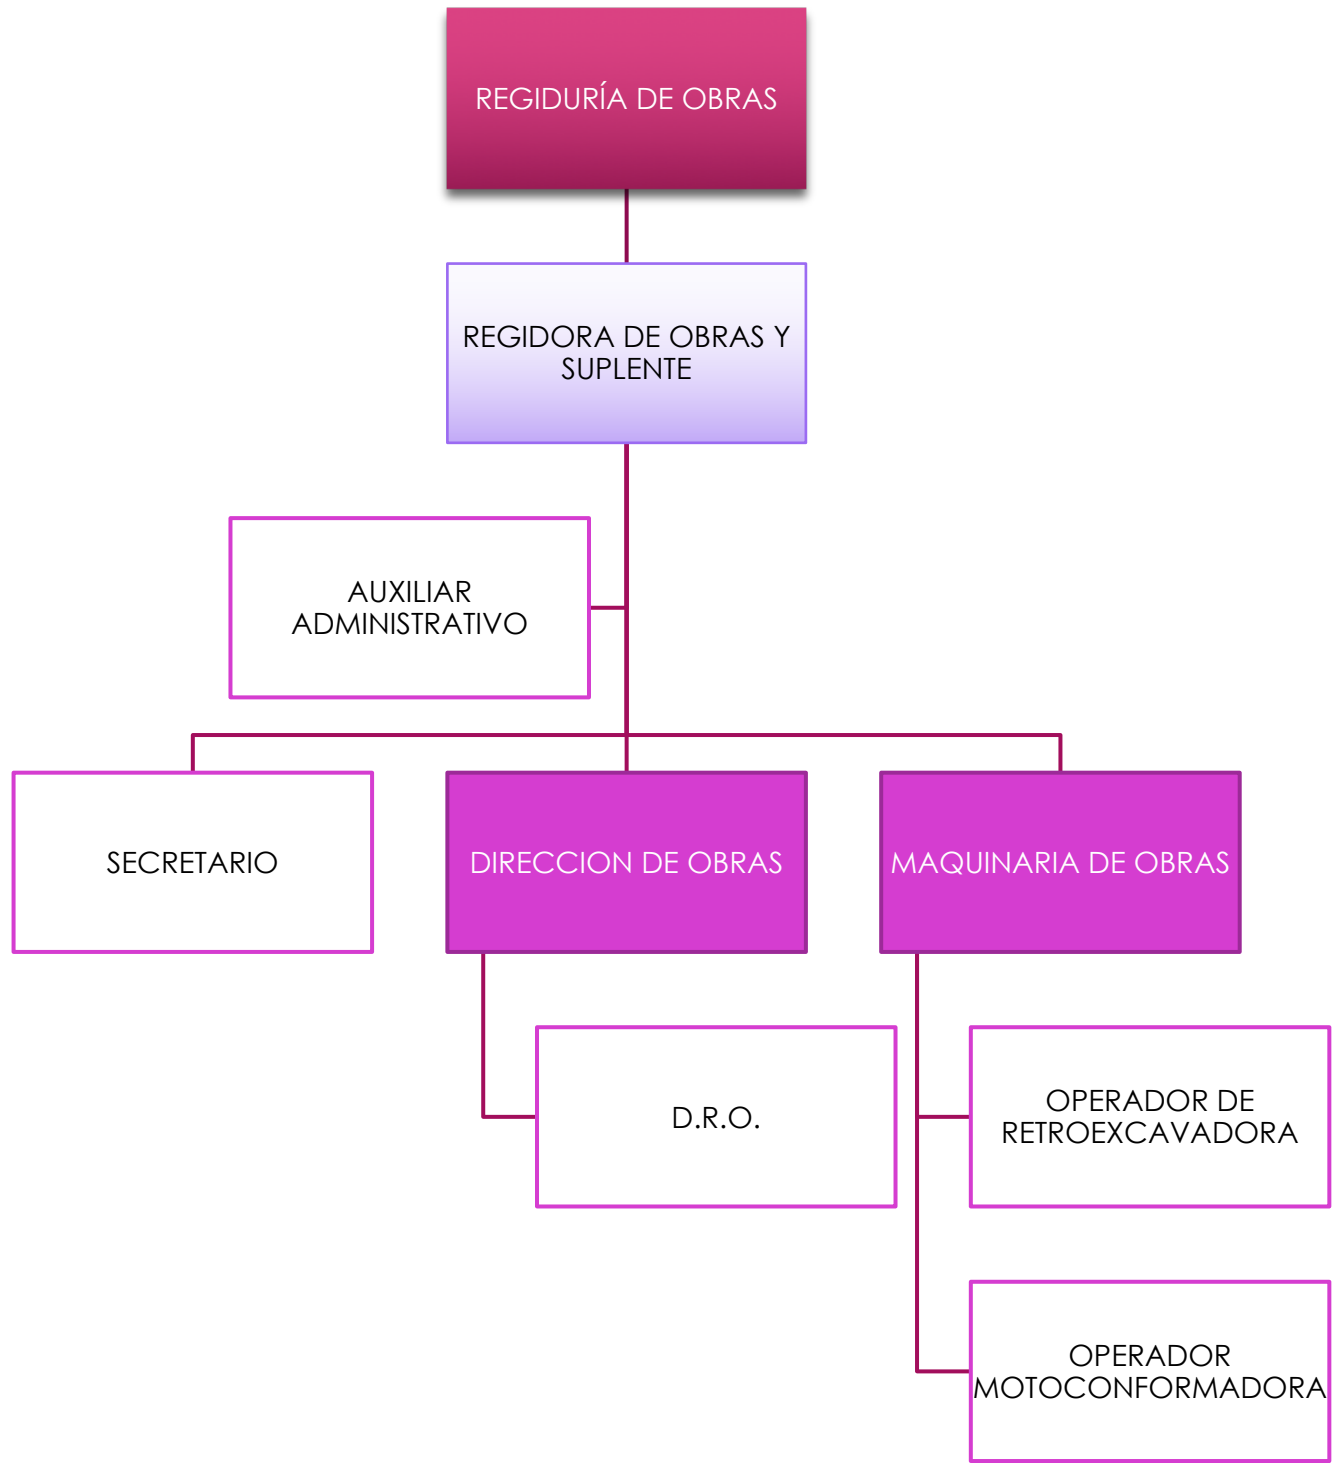 REGIDURÍA DE OBRAS
REGIDORA DE OBRAS Y
SUPLENTE
AUXILIAR
ADMINISTRATIVO
SECRETARIO
DIRECCION DE OBRAS
MAQUINARIA DE OBRAS
D.R.O.
OPERADOR DE
RETROEXCAVADORA
OPERADOR
MOTOCONFORMADORA